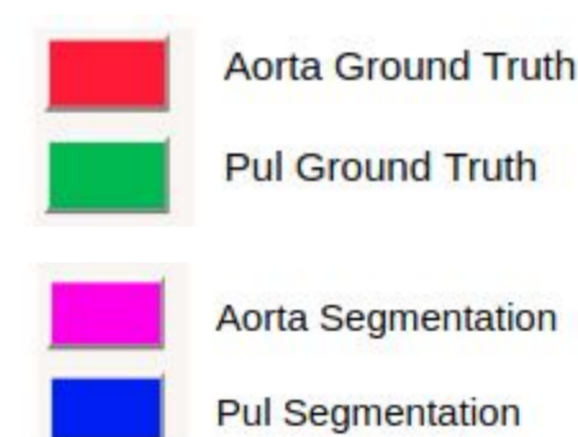 Aorta Ground Truth
Pul Ground Truth
Aorta Segmentation
Pul Segmentation